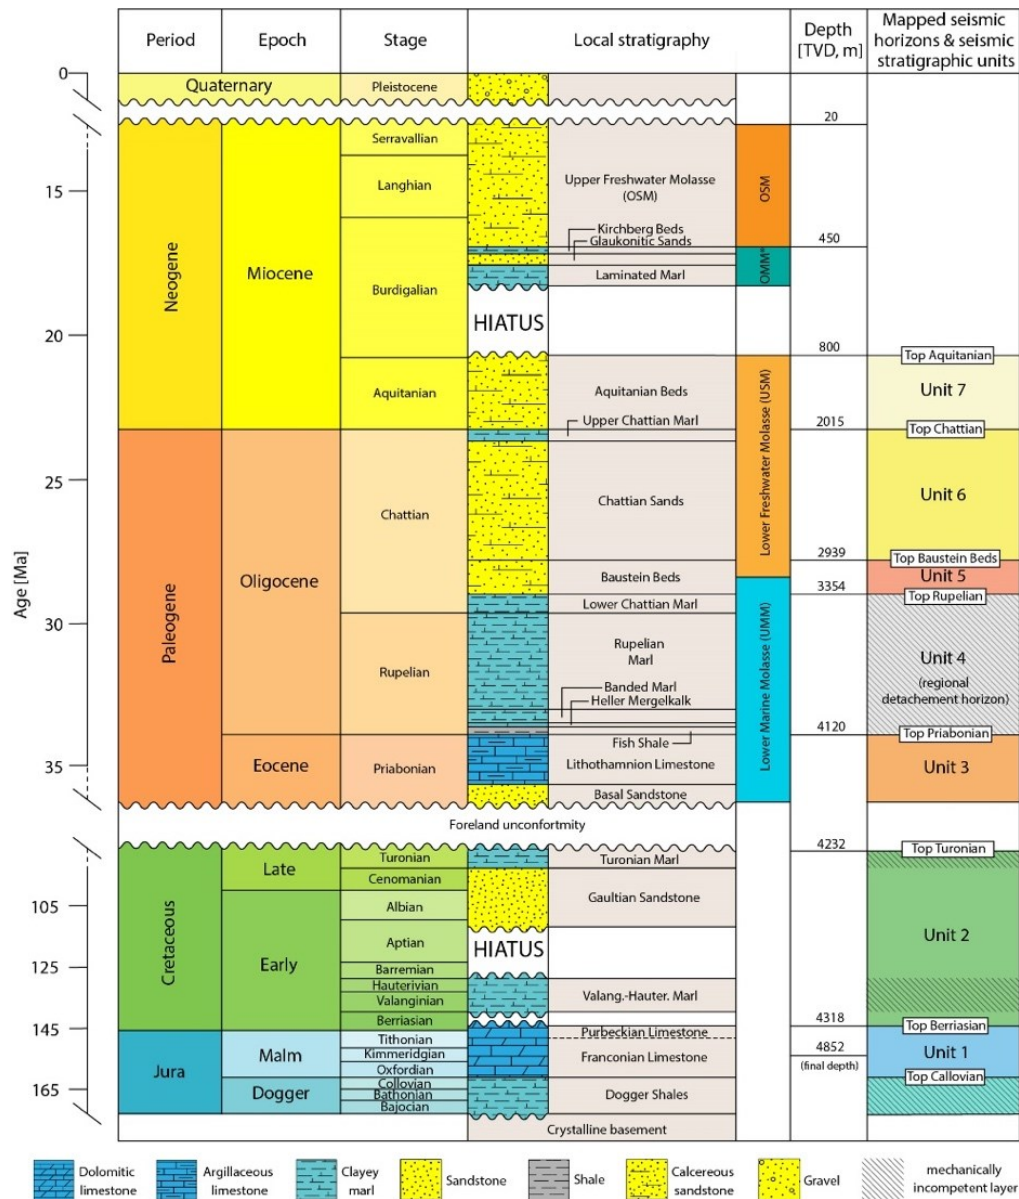 Period
Epoch
Stage
Local stratigraphy
Depth
[TVD, m]
Mapped seismic
horizons & seismic
stratigraphic units
Age [Ma]
0
15
20
25
30
35
105
125
145
165
Quaternary
Neogene
Paleogene
Cretaceous
Jura
Miocene
Oligocene
Eocene
Late
Early
Malm
Dogger
Pleistocene
Serravallian
Langhian
Burdigalian
Aquitanian
Chattian
Rupelian
Priabonian
Turonian
Cenomanian
Albian
Aptian
Barremian
Hauterivian
Valanginian
Berriasian
Tithonian
Kimmeridgian
Oxfordian
Collovian
Bathonian
Bajocian
Upper Freshwater Molasse
(OSM)
Kirchberg Beds
Glaukonitic Sands
Laminated Marl
HIATUS
Aquitanian Beds
Upper Chattian Marl
Chattian Sands
Baustein Beds
Lower Chattian Marl
Rupelian
Marl
Banded Marl
Heller Mergelkalk
Fish Shale
Lithothamnion Limestone
Basal Sandstone
Foreland unconfortmity
Turonian Marl
Gaultian Sandstone
HIATUS
Valang.-Hauter. Marl
Purbeckian Limestone
Franconian Limestone
Dogger Shales
Crystalline basement
OSM
OMM*
Lower Freshwater Molasse (USM)
Lower Marine Molasse (UMM)
20
450
800
2015
2939
3354
4120
4232
4318
4852
(final depth)
Top Aquitanian
Unit 7
Top Chattian
Unit 6
Top Baustein Beds
Unit 5
Top Rupelian
Unit 4
(regional
detachement horizon)
Top Priabonian
Unit 3
Top Turonian
Unit 2
Top Berriasian
Unit 1
Top Callovian
Dolomitic
limestone
Argillaceous
limestone
Clayey
marl
Sandstone
Shale
Calcereous
sandstone
Gravel
mechanically
incompetent layer